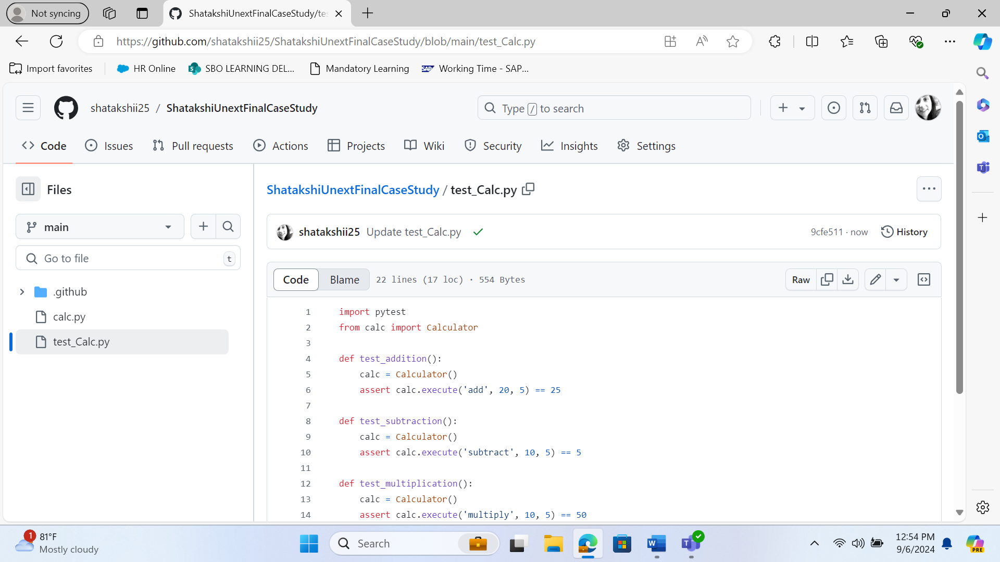 Not syncing
ShatakshiUnextFinalCaseStudy/tes
https://github.com/shatakshii25/ShatakshiUnextFinalCaseStudy/blob/main/test_Calc.py
Import favorites
HR Online
SBO LEARNING DEL...
Mandatory Learning
SAP Working Time - SAP...
shatakshii25 / ShatakshiUnextFinalCaseStudy
Type / to search
Code
Issues
Pull requests
Actions
Projects
Wiki
Security
Insights
Settings
Files
main
Go to file
t
.github
calc.py
test_Calc.py
ShatakshiUnextFinalCaseStudy / test_Calc.py
shatakshii25 Update test_Calc.py
9cfe511 · now
History
Code
Blame
22 lines (17 loc) · 554 Bytes
Raw
1 import pytest
2 from calc import Calculator
3
4 def test_addition():
5 calc = Calculator()
6 assert calc.execute('add', 20, 5) == 25
7
8 def test_subtraction():
9 calc = Calculator()
10 assert calc.execute('subtract', 10, 5) == 5
11
12 def test_multiplication():
13 calc = Calculator()
14 assert calc.execute('multiply', 10, 5) == 50
1
81°F
Mostly cloudy
Search
12:54 PM
9/6/2024
PRE